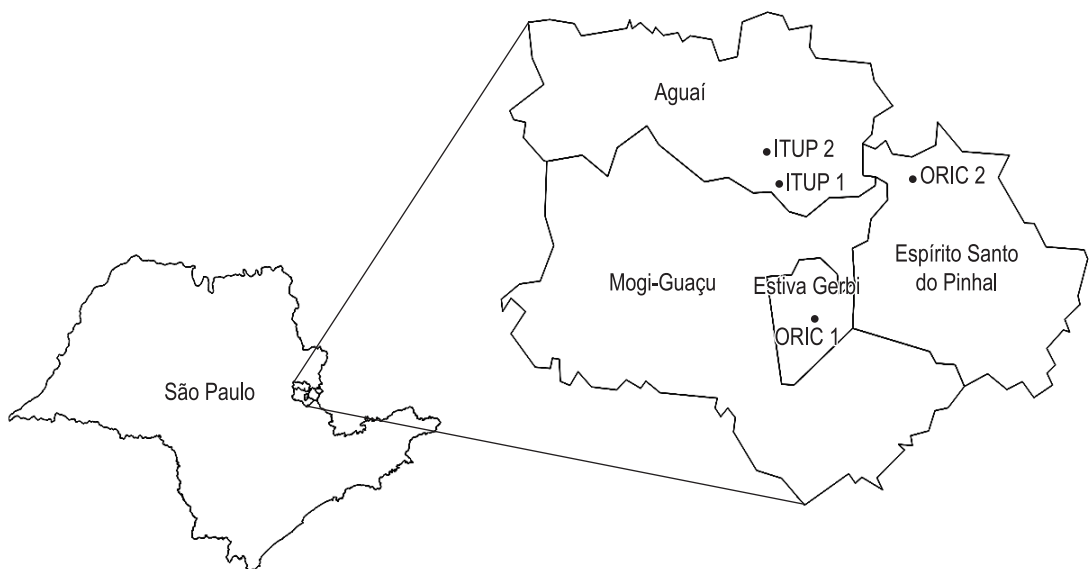 Aguaí
ITUP 2
ITUP 1
ORIC 2
Espírito Santo
do Pinhal
Mogi-Guaçu
Estiva Gerbi
ORIC 1
São Paulo